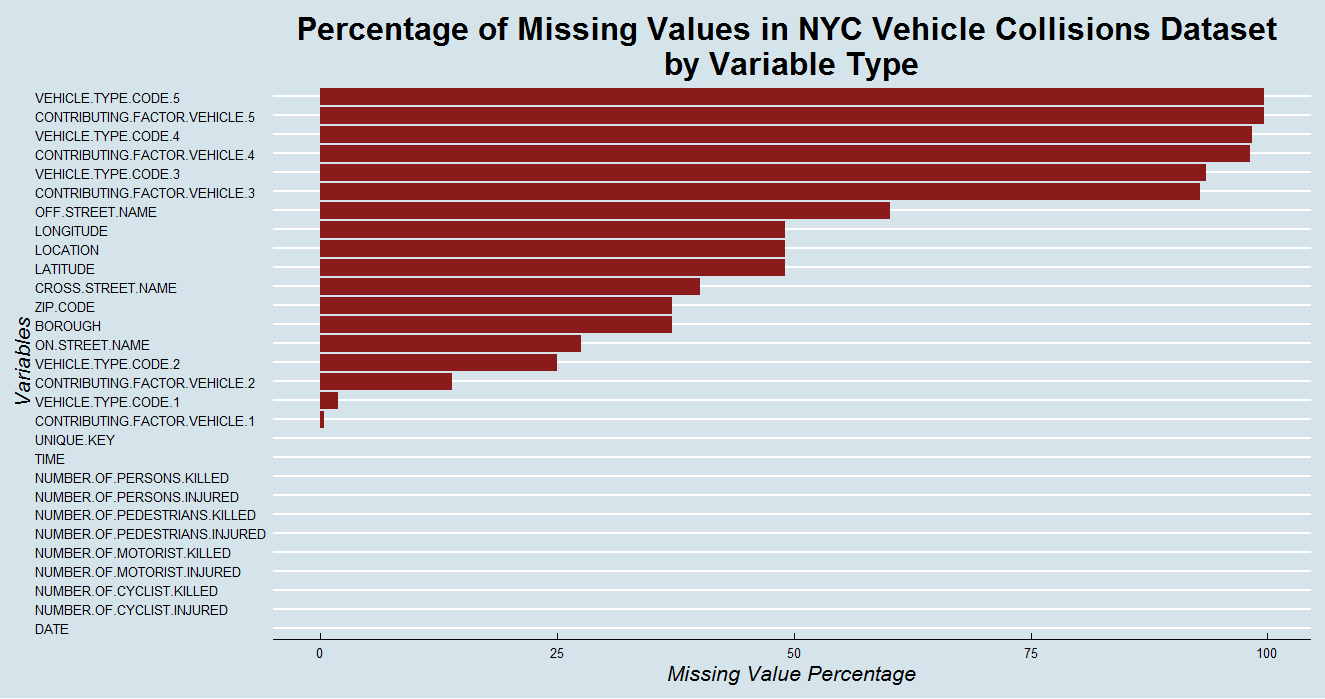 Percentage of Missing Values in NYC Vehicle Collisions Dataset
by Variable Type
VEHICLE.TYPE.CODE.5
CONTRIBUTING.FACTOR.VEHICLE.5
VEHICLE.TYPE.CODE.4
CONTRIBUTING.FACTOR.VEHICLE.4
VEHICLE.TYPE.CODE.3
CONTRIBUTING.FACTOR.VEHICLE.3
OFF.STREET.NAME
LONGITUDE
LOCATION
LATITUDE
CROSS.STREET.NAME
ZIP.CODE
BOROUGH
ON.STREET.NAME
VEHICLE.TYPE.CODE.2
CONTRIBUTING.FACTOR.VEHICLE.2
VEHICLE.TYPE.CODE.1
CONTRIBUTING.FACTOR.VEHICLE.1
UNIQUE.KEY
TIME
NUMBER.OF.PERSONS.KILLED
NUMBER.OF.PERSONS.INJURED
NUMBER.OF.PEDESTRIANS.KILLED
NUMBER.OF.PEDESTRIANS.INJURED
NUMBER.OF.MOTORIST.KILLED
NUMBER.OF.MOTORIST.INJURED
NUMBER.OF.CYCLIST.KILLED
NUMBER.OF.CYCLIST.INJURED
DATE
Variables
0 25 50 75 100
Missing Value Percentage